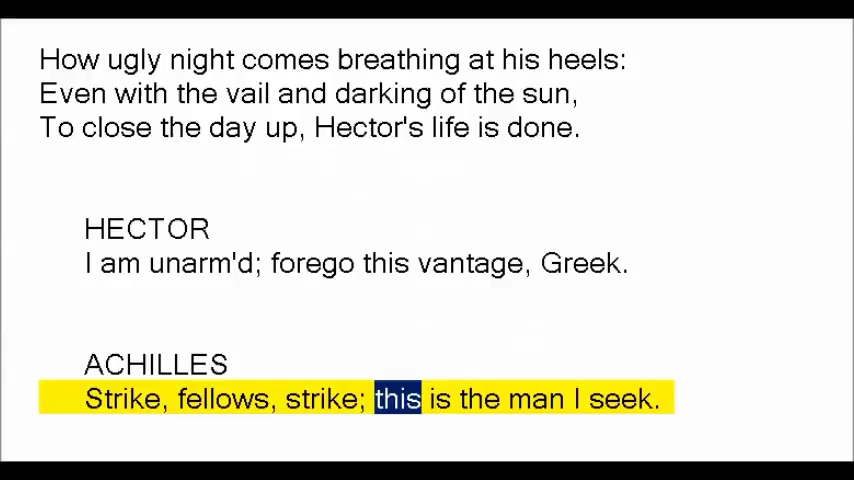 How ugly night comes breathing at his heels:
Even with the vail and darking of the sun,
To close the day up, Hector's life is done.
HECTOR
I am unarm'd; forego this vantage, Greek.
ACHILLES
Strike, fellows, strike; this is the man I seek.